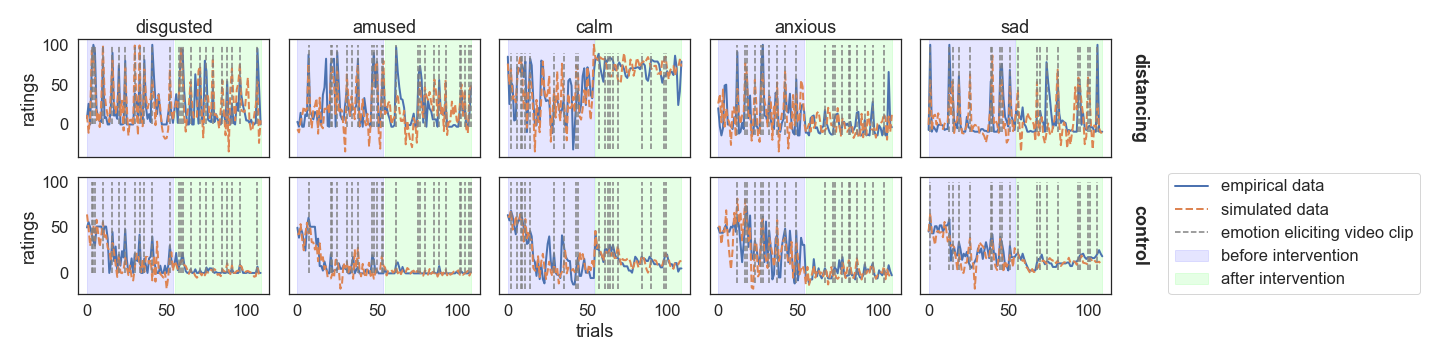 disgusted amused calm anxious sad
ratings
100
50
0
distancing
ratings
100
50
0
control
0 50 100 0 50 100 0 50 100 0 50 100 0 50 100
trials
empirical data
simulated data
emotion eliciting video clip
before intervention
after intervention